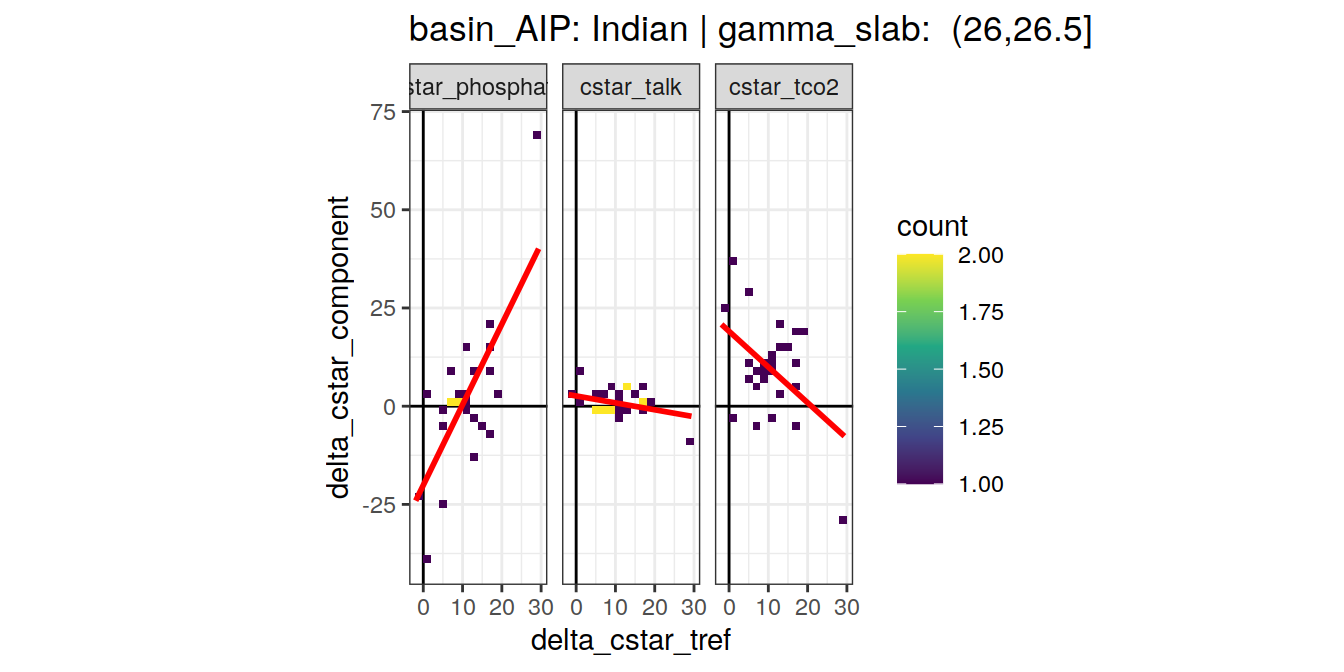 basin_AIP: Indian | gamma_slab:  (26,26.5]
star_phospha
cstar_talk
cstar_tco2
75
50
25
0
-25
delta_cstar_component
0 10 20 30
0 10 20 30
0 10 20 30
delta_cstar_tref
count
2.00
1.75
1.50
1.25
1.00